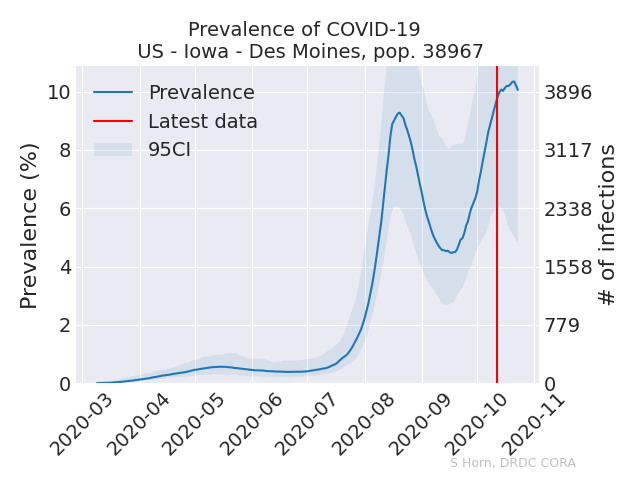 Prevalence of COVID-19
US - Iowa - Des Moines, pop. 38967
Prevalence
Latest data
95CI
Prevalence (%)
10
8
6
4
2
0
3896
3117
2338
1558
779
0
# of infections
2020-03
2020-04
2020-05
2020-06
2020-07
2020-08
2020-09
2020-10
2020-11
S Horn, DRDC CORA